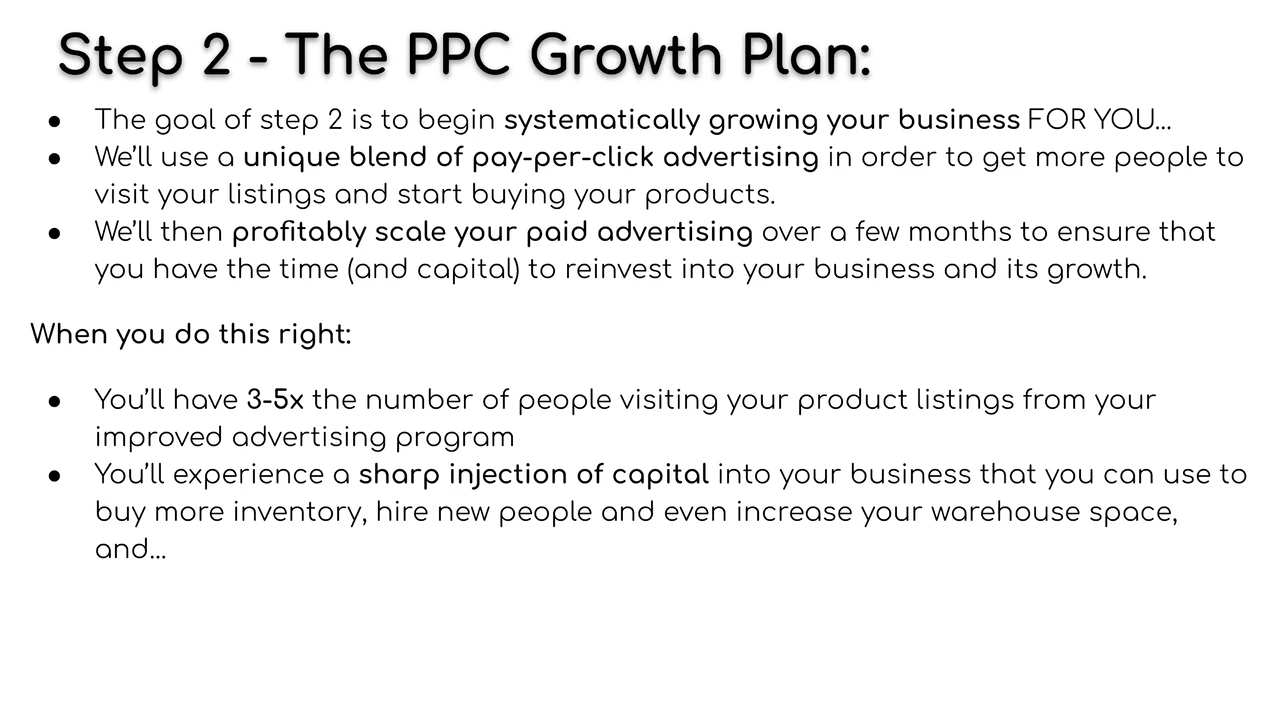 Step 2 - The PPC Growth Plan:
● The goal of step 2 is to begin systematically growing your business FOR YOU...
● We'll use a unique blend of pay-per-click advertising in order to get more people to
visit your listings and start buying your products.
● We'll then profitably scale your paid advertising over a few months to ensure that
you have the time (and capital) to reinvest into your business and its growth.
When you do this right:
● You'll have 3-5x the number of people visiting your product listings from your
improved advertising program
● You'll experience a sharp injection of capital into your business that you can use to
buy more inventory, hire new people and even increase your warehouse space,
and...